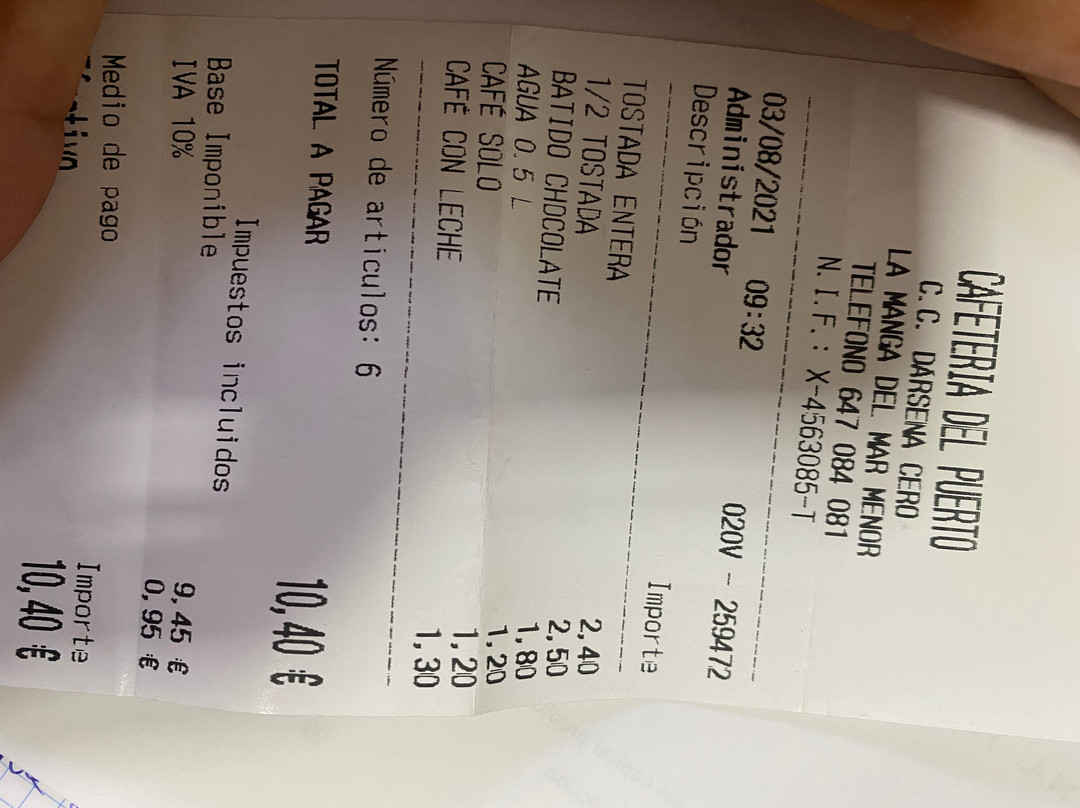 CAFETERIA DEL PUERTO
C.C. DÁRSENA CERO
LA MANGA DEL MAR MENOR
TELEFONO 647 084 081
N.I.F.: X-4563085-T
03/08/2021 09:32
Administrador 020V - 259472
Descripción Importe
TOSTADA ENTERA 2,40
1/2 TOSTADA 2,50
BATIDO CHOCOLATE 1,80
AGUA 0.5 L 1,20
CAFÉ SOLO 1,20
CAFÉ CON LECHE 1,30
Número de artículos: 6
TOTAL A PAGAR 10,40 €
Impuestos incluidos
Base Imponible 9,45 €
IVA 10% 0,95 €
Medio de pago Importe
10,40 €